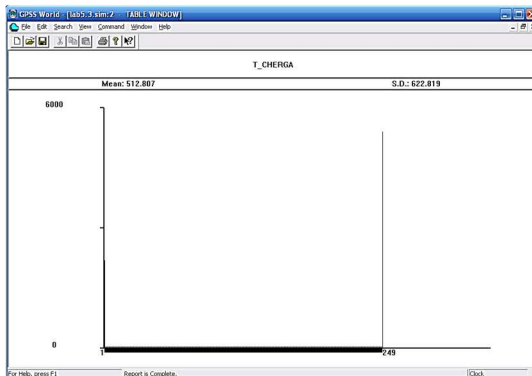 GPSS World - [lab5.3.sim:2 - TABLE WINDOW]
File Edit Search View Command Window Help
T_CHERGA
Mean: 512.807 S.D.: 622.819
6000
0
1 249
For Help, press F1 Report is Complete. Clock